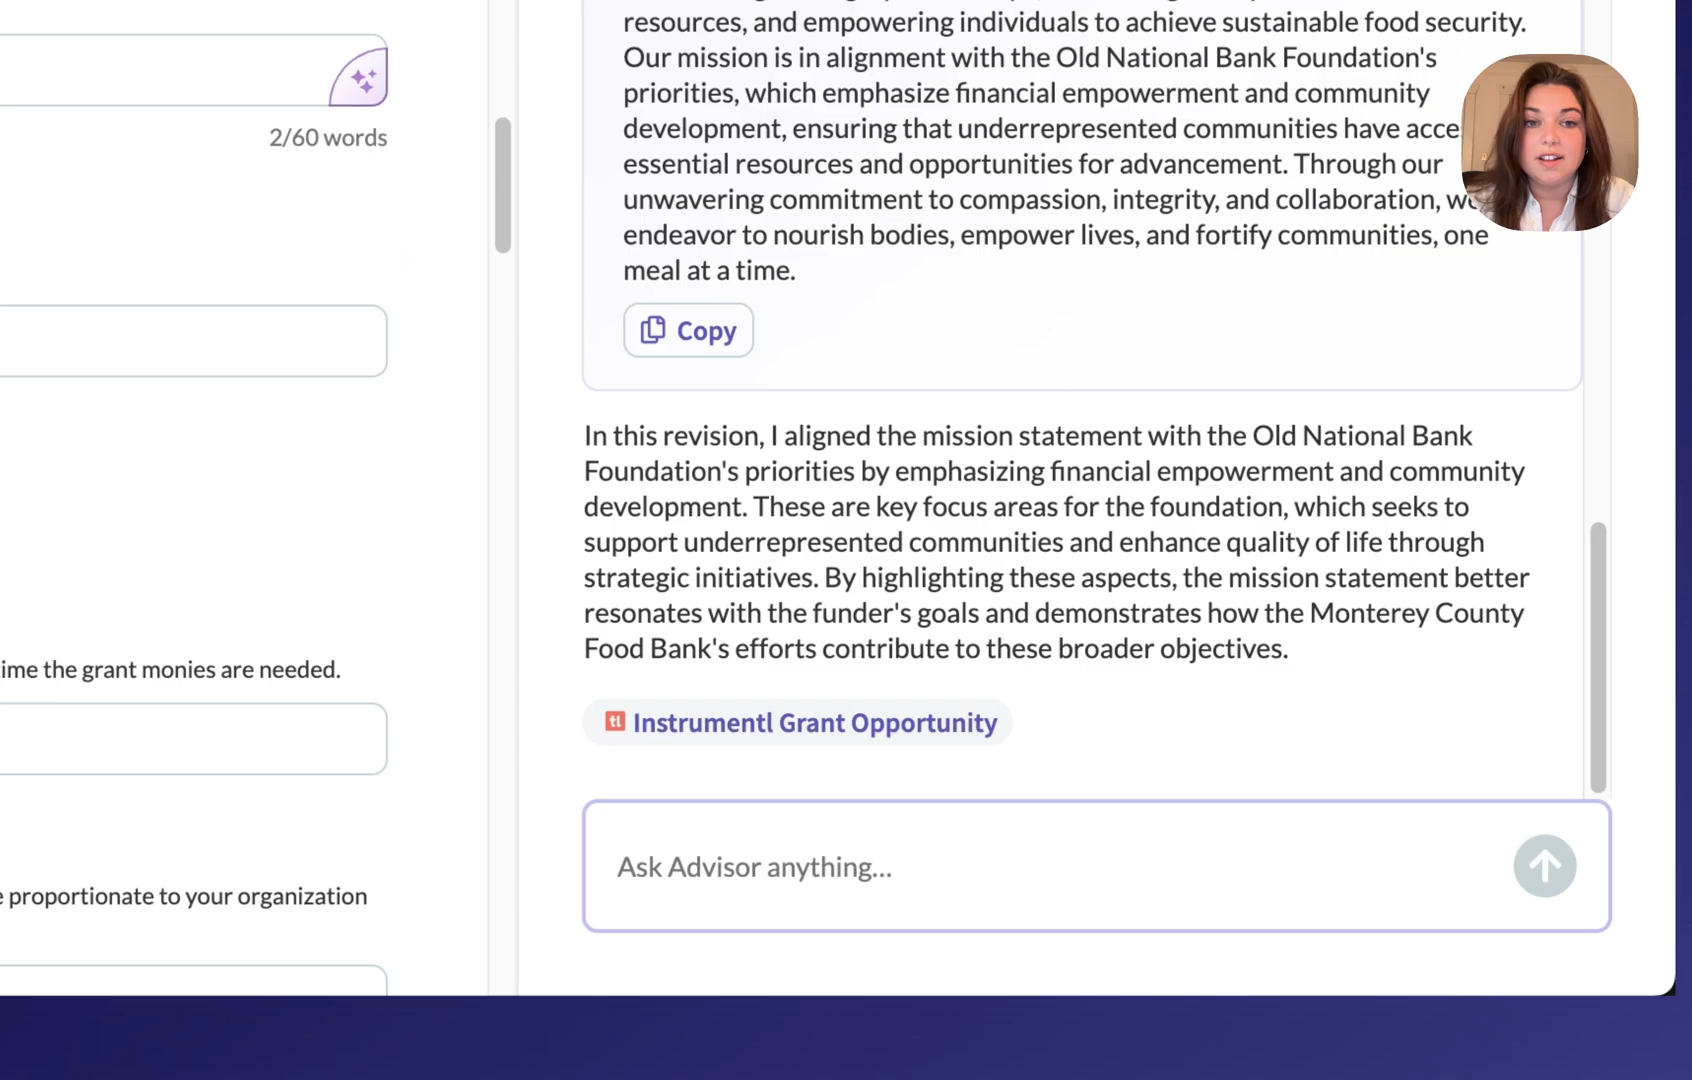 2/60 words
ime the grant monies are needed.
proportionate to your organization
resources, and empowering individuals to achieve sustainable food security.
Our mission is in alignment with the Old National Bank Foundation's
priorities, which emphasize financial empowerment and community
development, ensuring that underrepresented communities have acce
essential resources and opportunities for advancement. Through our
unwavering commitment to compassion, integrity, and collaboration, we
endeavor to nourish bodies, empower lives, and fortify communities, one
meal at a time.
Copy
In this revision, I aligned the mission statement with the Old National Bank
Foundation's priorities by emphasizing financial empowerment and community
development. These are key focus areas for the foundation, which seeks to
support underrepresented communities and enhance quality of life through
strategic initiatives. By highlighting these aspects, the mission statement better
resonates with the funder's goals and demonstrates how the Monterey County
Food Bank's efforts contribute to these broader objectives.
tl Instrumentl Grant Opportunity
Ask Advisor anything...